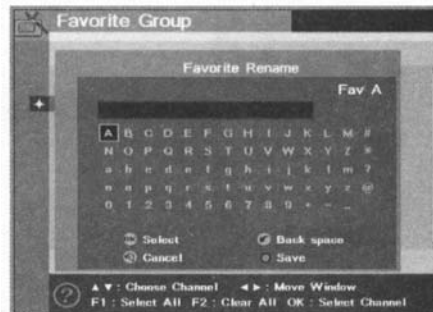 Favorite Group
Favorite Rename
Fav A
A B C D E F G H I J K L M #
N O P Q R S T U V W X Y Z
a b c d e f g h i j k l m ?
n o p q r s t u v w x y z @
0 1 2 3 4 5 6 7 8 9 + - _
Select Back space
Cancel Save
▲ ▼ : Choose Channel ◄ ► : Move Window
? F1 : Select All F2 : Clear All OK : Select Channel